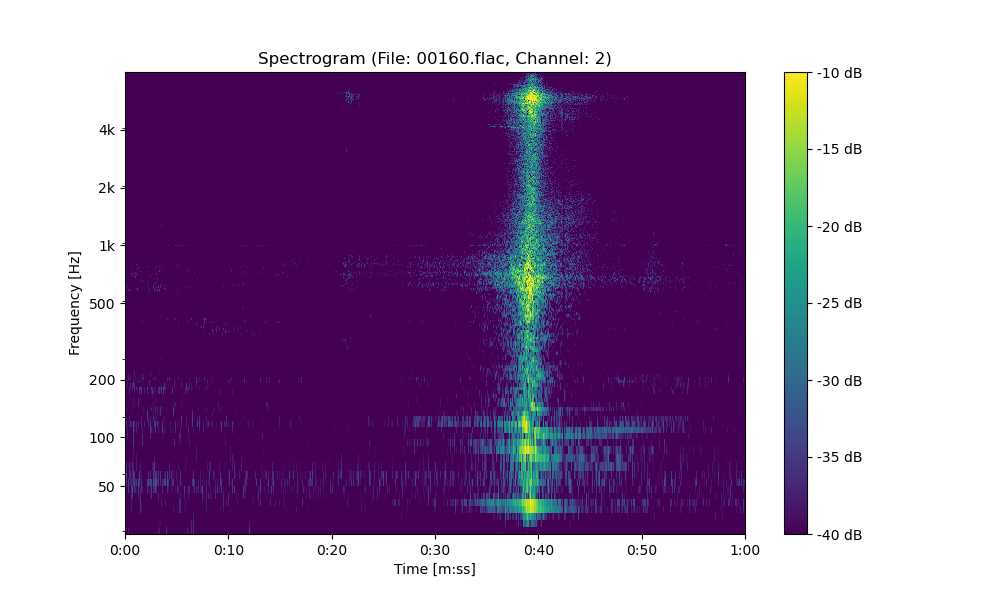 Spectrogram (File: 00160.flac, Channel: 2)
Frequency [Hz]
4k
2k
1k
500
200
100
50
0:00 0:10 0:20 0:30 0:40 0:50 1:00
Time [m:ss]
-10 dB
-15 dB
-20 dB
-25 dB
-30 dB
-35 dB
-40 dB